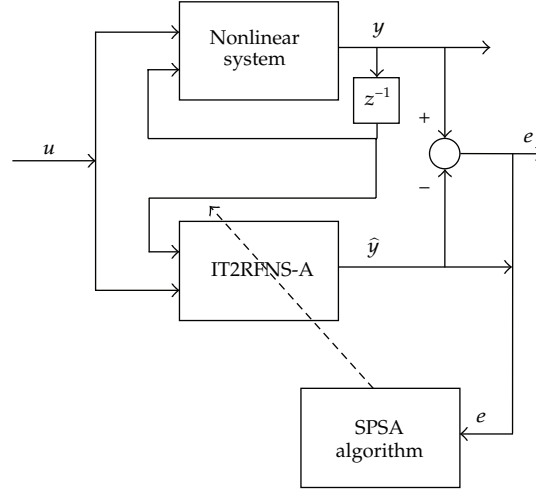 Nonlinear
system
y
z⁻¹
+
u
e
−
IT2RFNS-A
ŷ
SPSA
algorithm
e